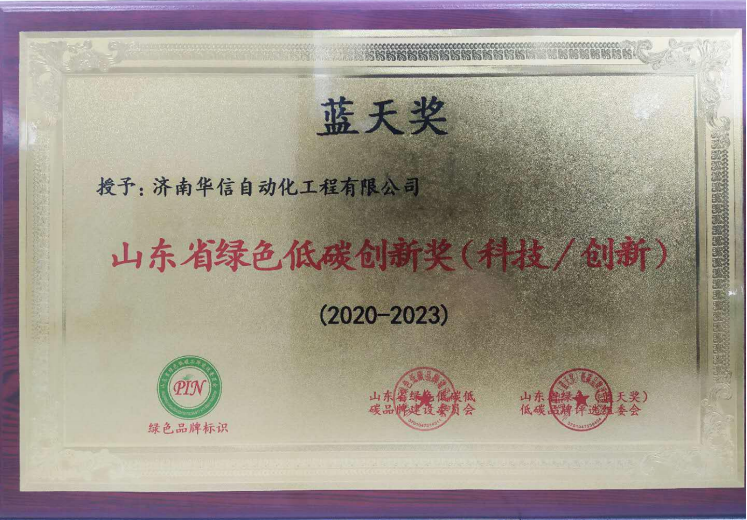 蓝天奖
授予：济南华信自动化工程有限公司
山东省绿色低碳创新奖（科技／创新）
(2020-2023)
PIN
绿色品牌标识
山东省绿色低碳低
碳品牌建设委员会
山东省绿色（蓝天奖）
低碳品牌评选组委会